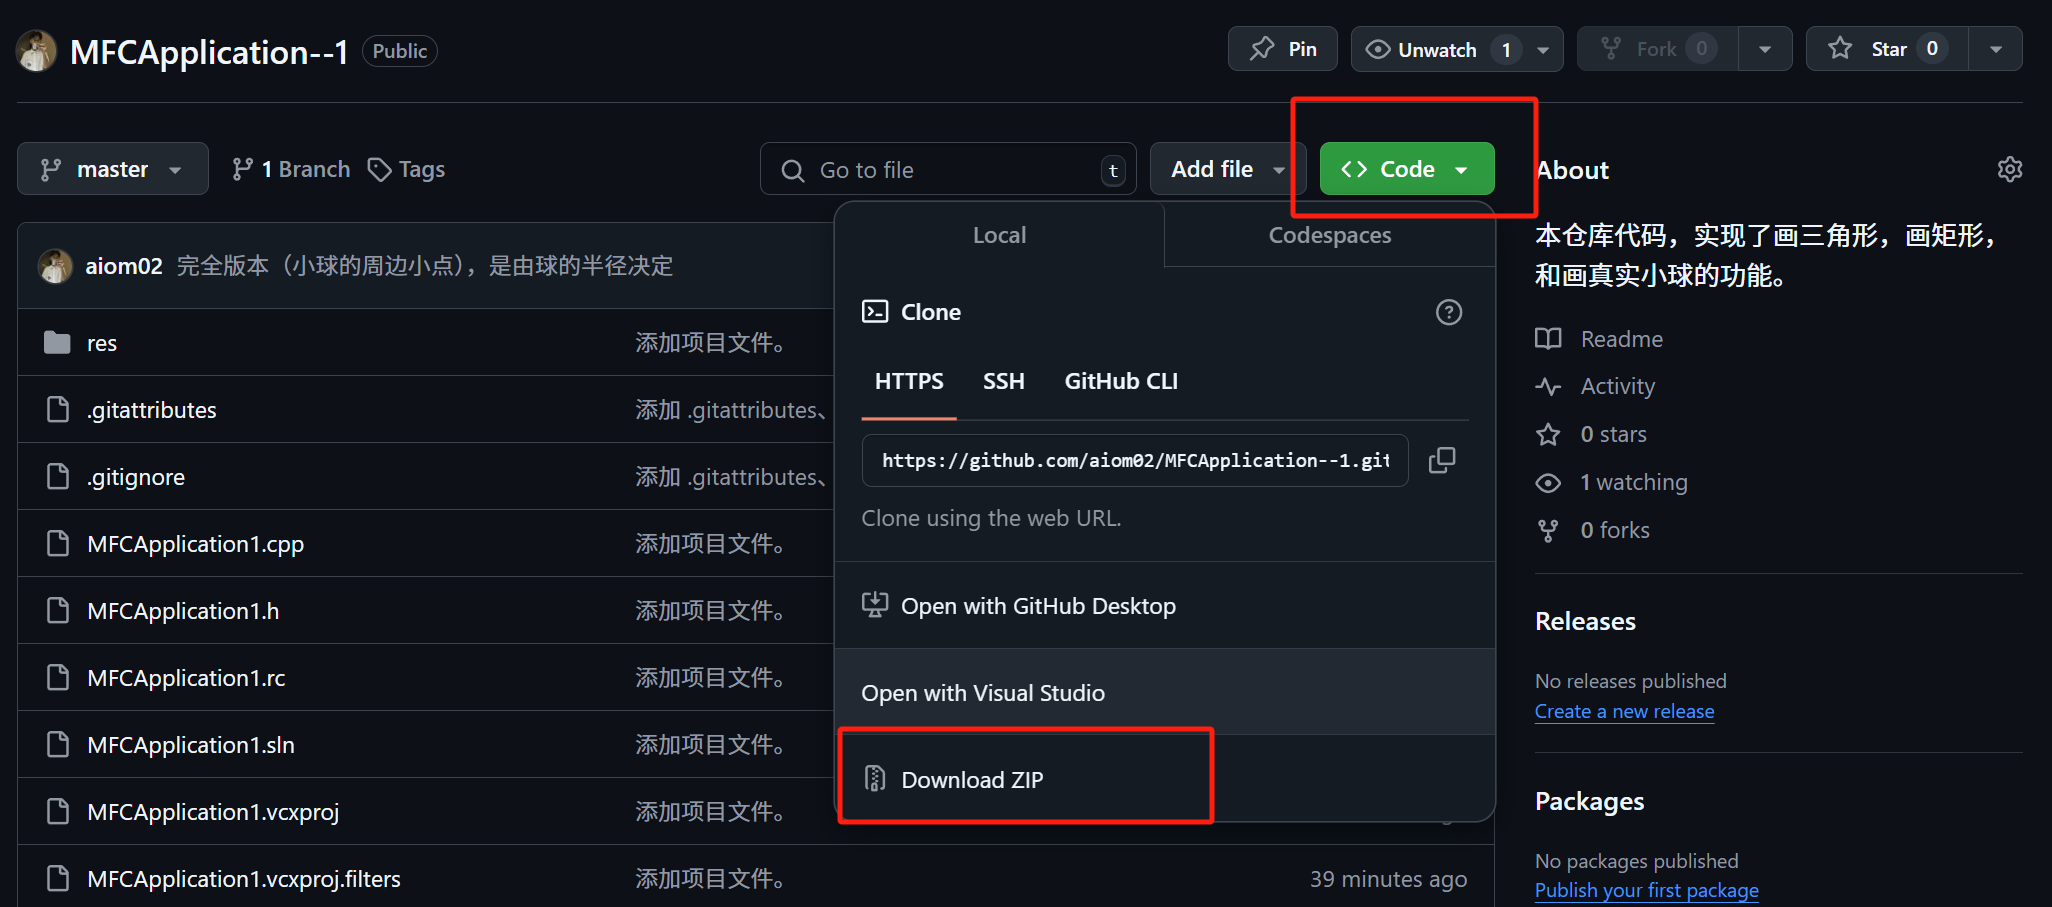 MFCApplication--1 Public
Pin
Unwatch 1
Fork 0
Star 0
master
1 Branch
Tags
Go to file t
Add file
<> Code
About
本仓库代码，实现了画三角形，画矩形，
和画真实小球的功能。
Readme
Activity
0 stars
1 watching
0 forks
Releases
No releases published
Create a new release
Packages
No packages published
Publish your first package
aiom02 完全版本（小球的周边小点），是由球的半径决定
res 添加项目文件。
.gitattributes 添加 .gitattributes、
.gitignore 添加 .gitattributes、
MFCApplication1.cpp 添加项目文件。
MFCApplication1.h 添加项目文件。
MFCApplication1.rc 添加项目文件。
MFCApplication1.sln 添加项目文件。
MFCApplication1.vcxproj 添加项目文件。
MFCApplication1.vcxproj.filters 添加项目文件。 39 minutes ago
Local
Codespaces
Clone
HTTPS SSH GitHub CLI
https://github.com/aiom02/MFCApplication--1.git
Clone using the web URL.
Open with GitHub Desktop
Open with Visual Studio
Download ZIP